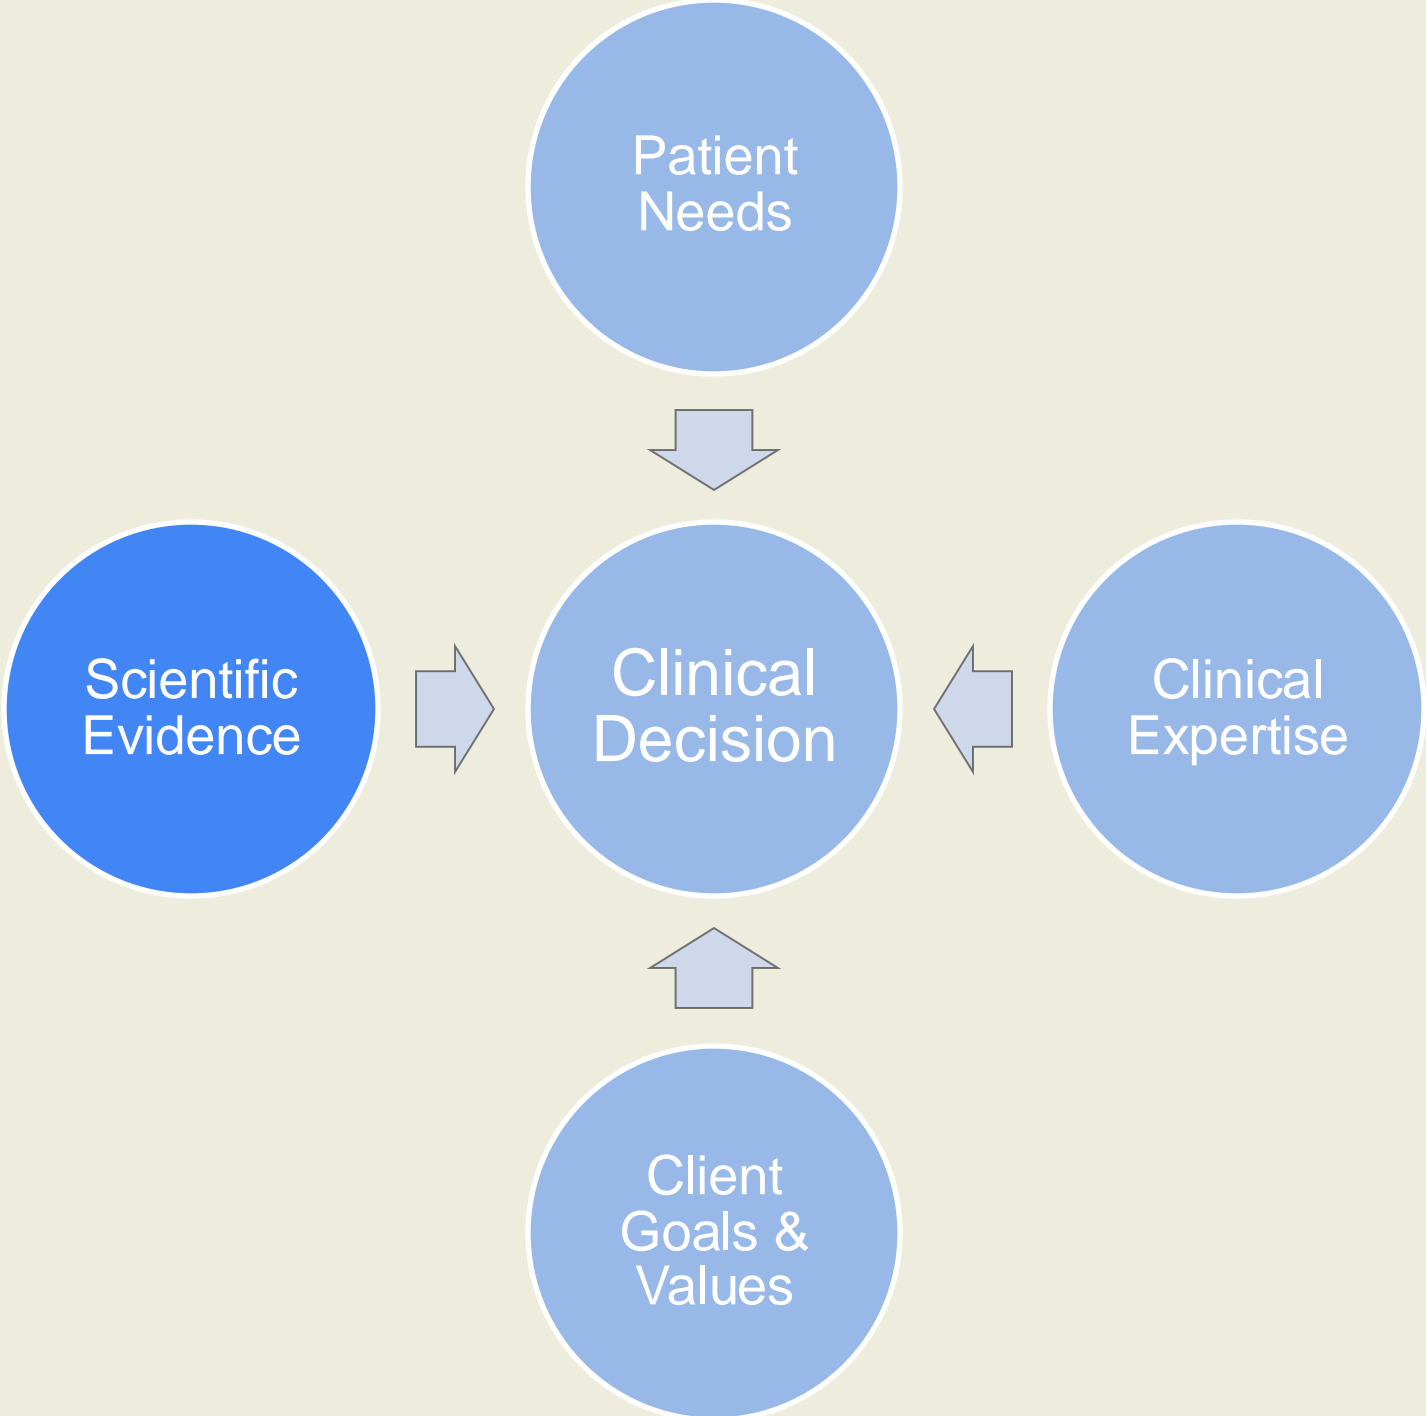 Patient
Needs
Scientific
Evidence
Clinical
Decision
Clinical
Expertise
Client
Goals &
Values